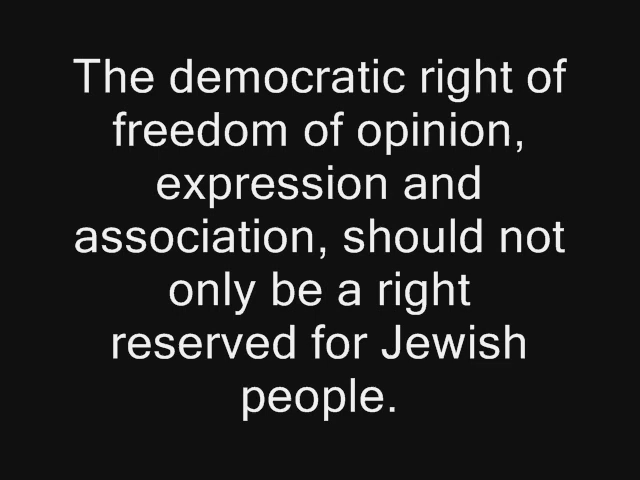 The democratic right of
freedom of opinion,
expression and
association, should not
only be a right
reserved for Jewish
people.